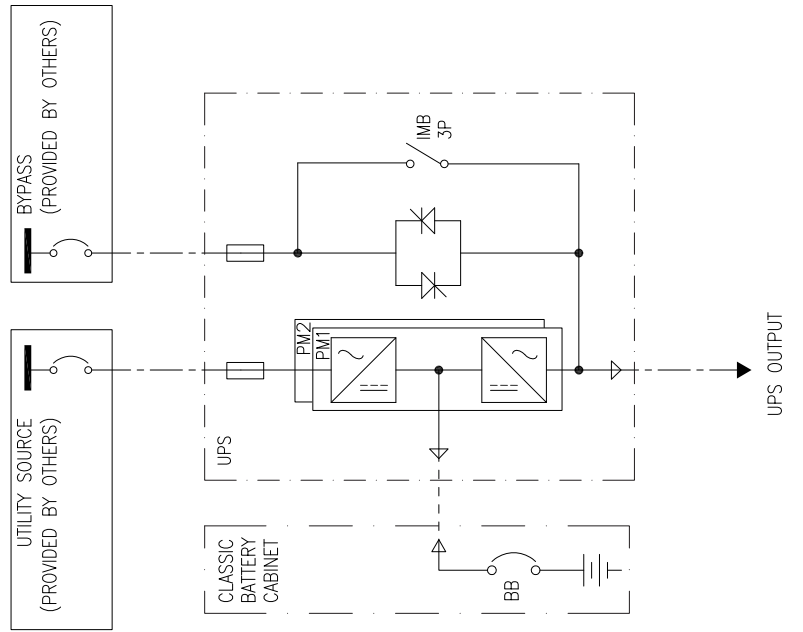 UTILITY SOURCE
(PROVIDED BY OTHERS)
BYPASS
(PROVIDED BY OTHERS)
UPS
PM2
PM1
IMB
3P
CLASSIC
BATTERY
CABINET
BB
UPS OUTPUT